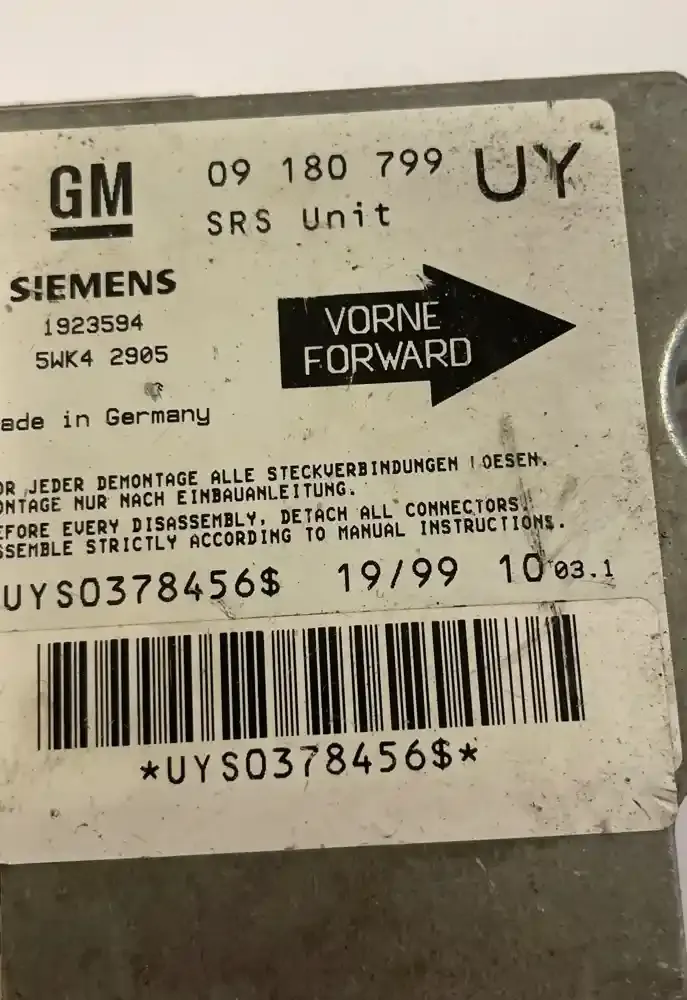 GM
09 180 799 UY
SRS Unit
SIEMENS
1923594
5WK4 2905
VORNE
FORWARD
ade in Germany
OR JEDER DEMONTAGE ALLE STECKVERBINDUNGEN LOESEN.
ONTAGE NUR NACH EINBAUANLEITUNG.
EFORE EVERY DISASSEMBLY, DETACH ALL CONNECTORS!
SSEMBLE STRICTLY ACCORDING TO MANUAL INSTRUCTIONS.
UYS0378456$ 19/99 10 03.1
*UYS0378456$*